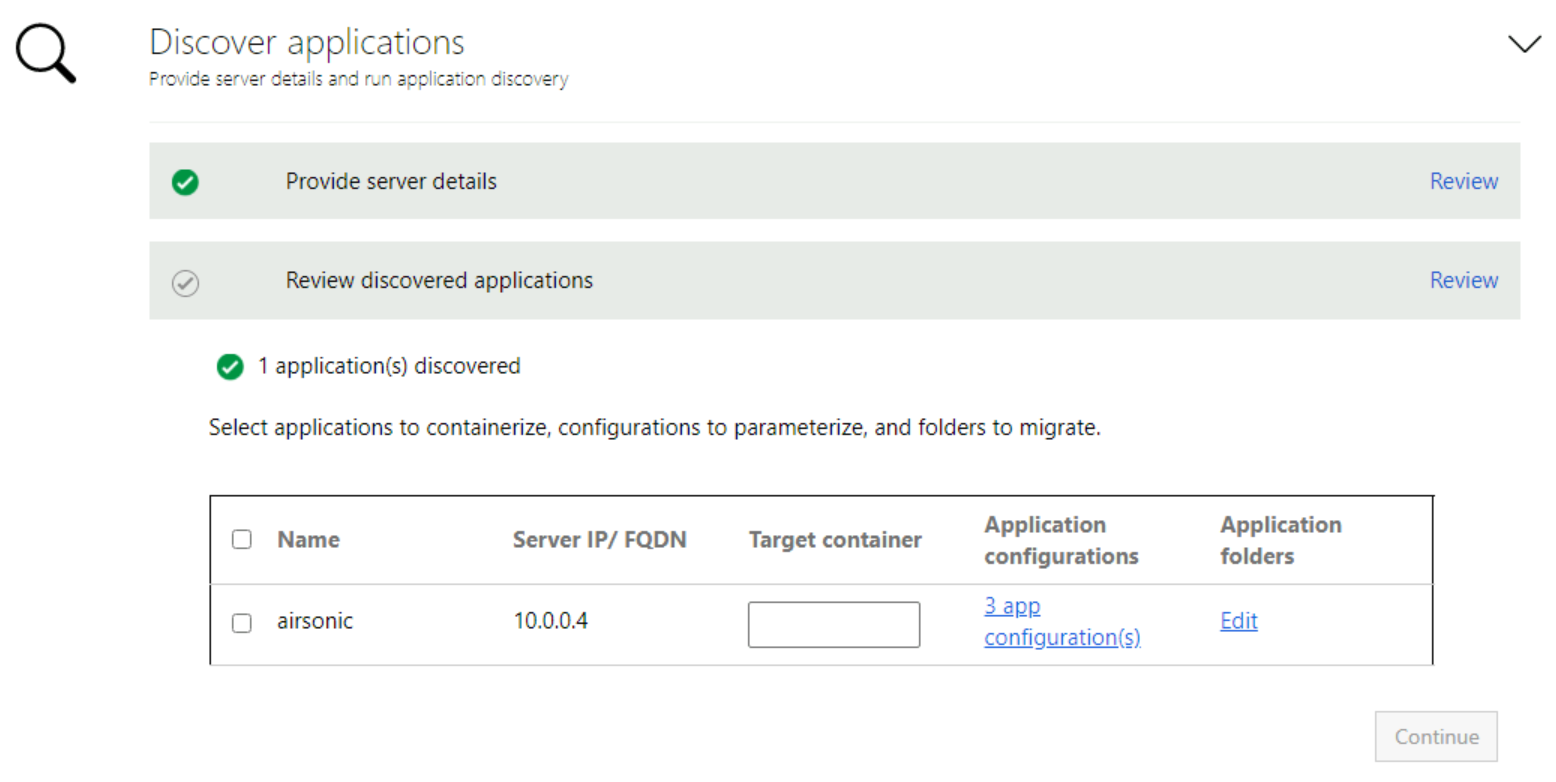 Discover applications
Provide server details and run application discovery
Provide server details
Review
Review discovered applications
Review
1 application(s) discovered
Select applications to containerize, configurations to parameterize, and folders to migrate.
Name
Server IP/ FQDN
Target container
Application
configurations
Application
folders
airsonic
10.0.0.4
3 app
configuration(s)
Edit
Continue